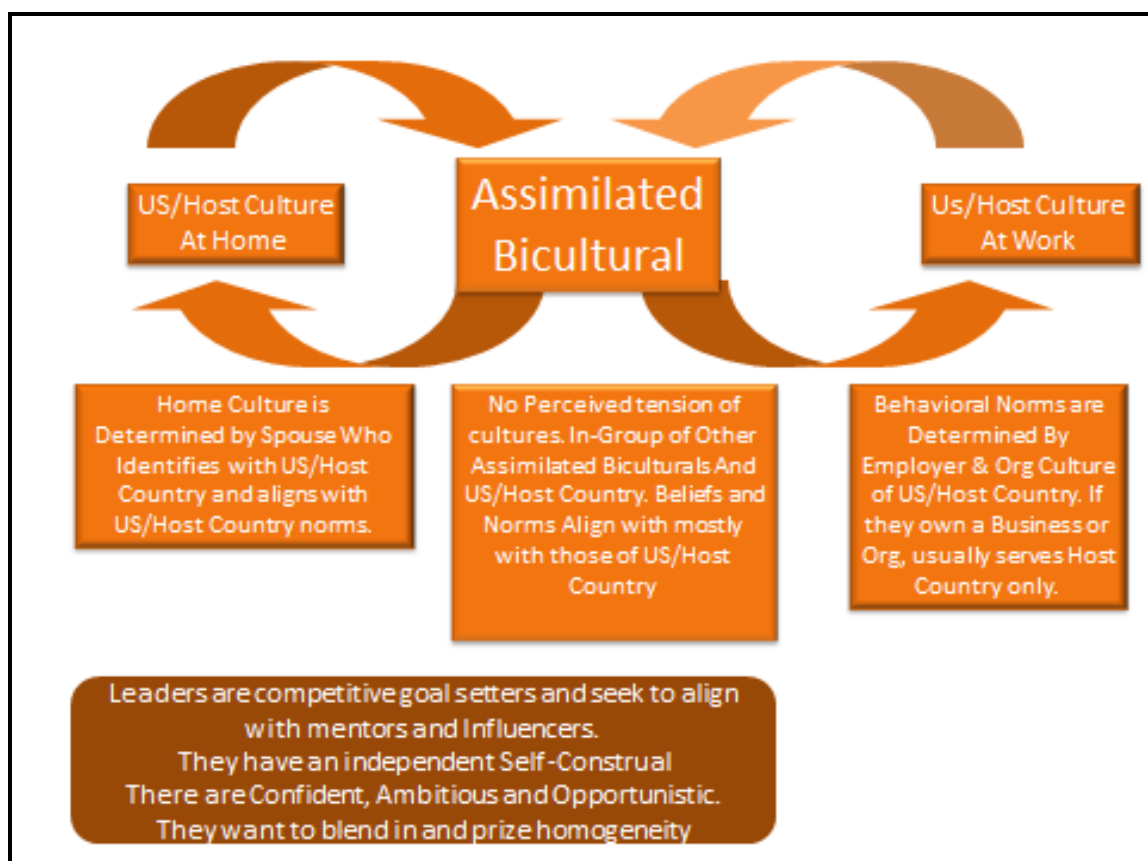 US/Host Culture
At Home
Assimilated
Bicultural
Us/Host Culture
At Work
Home Culture is
Determined by Spouse Who
Identifies with US/Host
Country and aligns with
US/Host Country norms.
No Perceived tension of
cultures. In-Group of Other
Assimilated Biculturals And
US/Host Country. Beliefs and
Norms Align with mostly
with those of US/Host
Country
Behavioral Norms are
Determined By
Employer & Org Culture
of US/Host Country. If
they own a Business or
Org, usually serves Host
Country only.
Leaders are competitive goal setters and seek to align
with mentors and Influencers.
They have an independent Self-Construal
There are Confident, Ambitious and Opportunistic.
They want to blend in and prize homogeneity